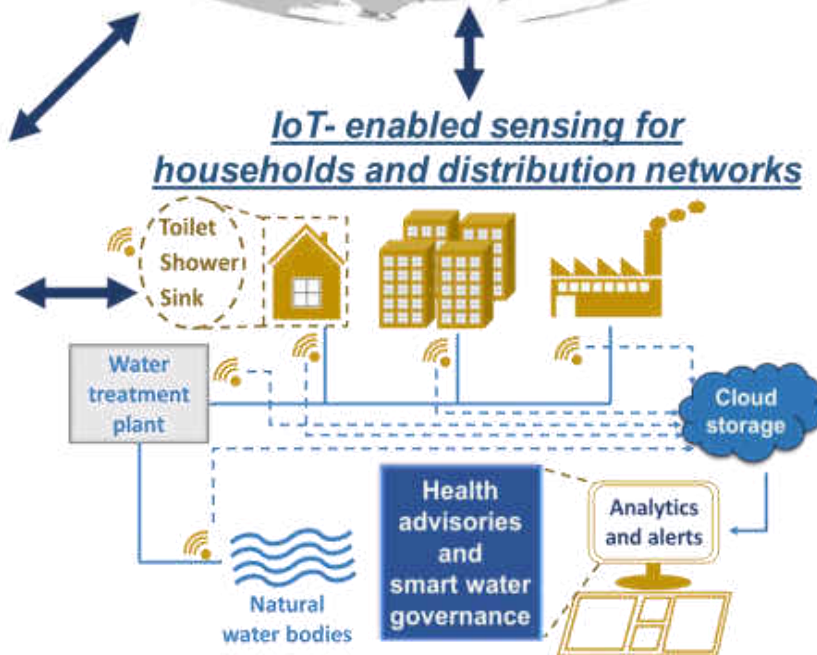 IoT- enabled sensing for
households and distribution networks
Toilet
Shower
Sink
Water
treatment
plant
Cloud
storage
Health
advisories
and
smart water
governance
Analytics
and alerts
Natural
water bodies